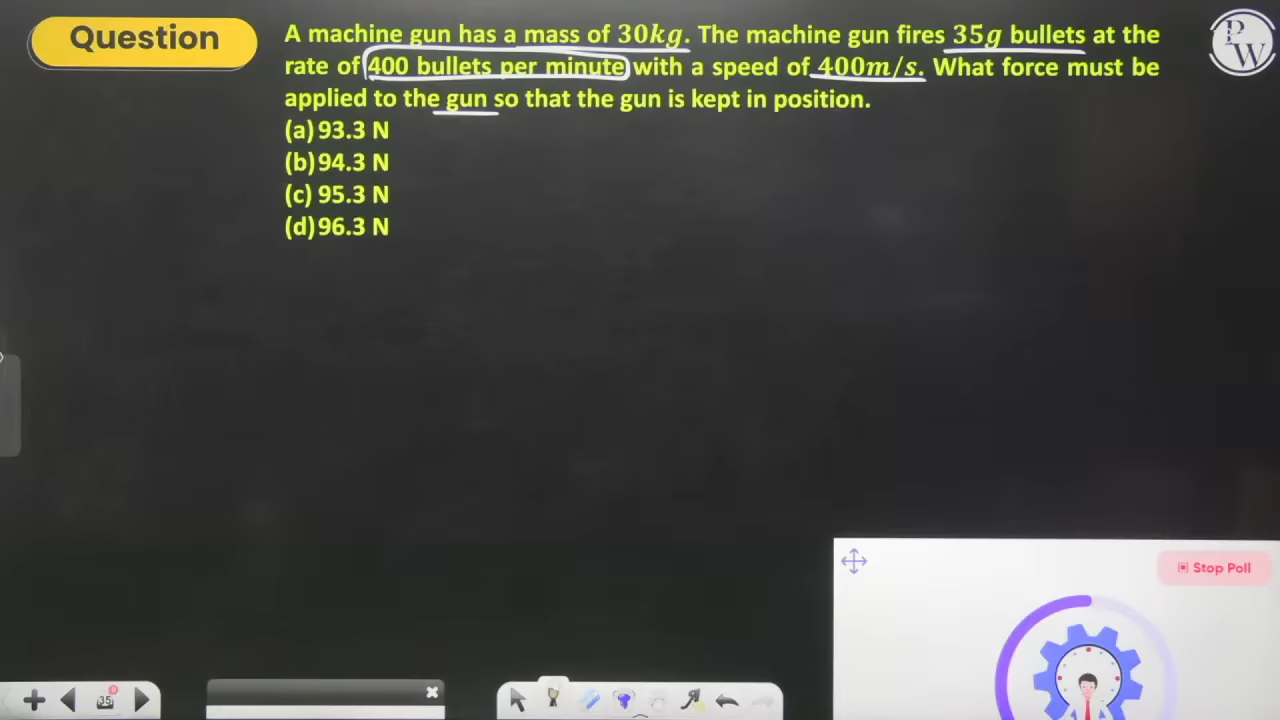 Question
A machine gun has a mass of 30kg. The machine gun fires 35g bullets at the
rate of 400 bullets per minute with a speed of 400m/s. What force must be
applied to the gun so that the gun is kept in position.
(a) 93.3 N
(b) 94.3 N
(c) 95.3 N
(d) 96.3 N
PW
Stop Poll
35